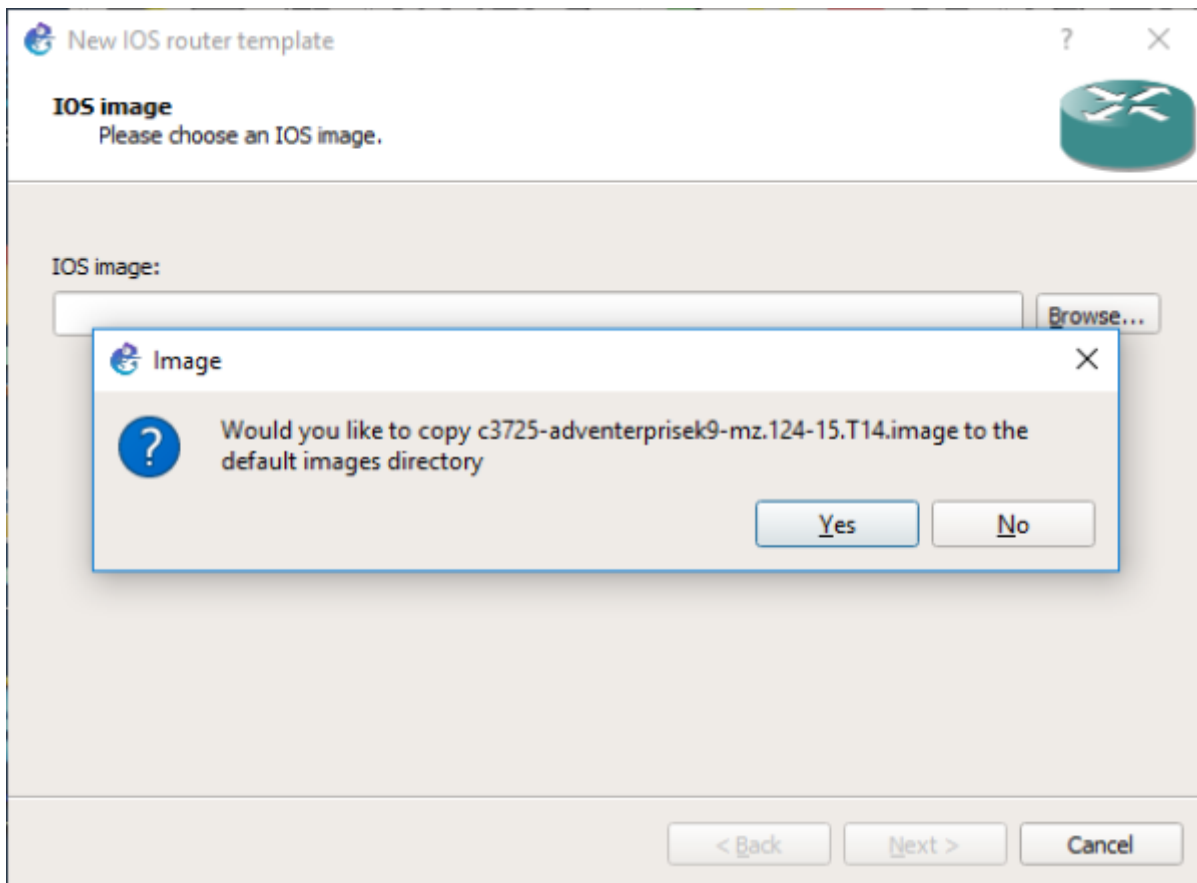 New IOS router template
IOS image
Please choose an IOS image.
IOS image:
Browse...
Image
Would you like to copy c3725-adventerprisek9-mz.124-15.T14.image to the
default images directory
Yes
No
< Back
Next >
Cancel